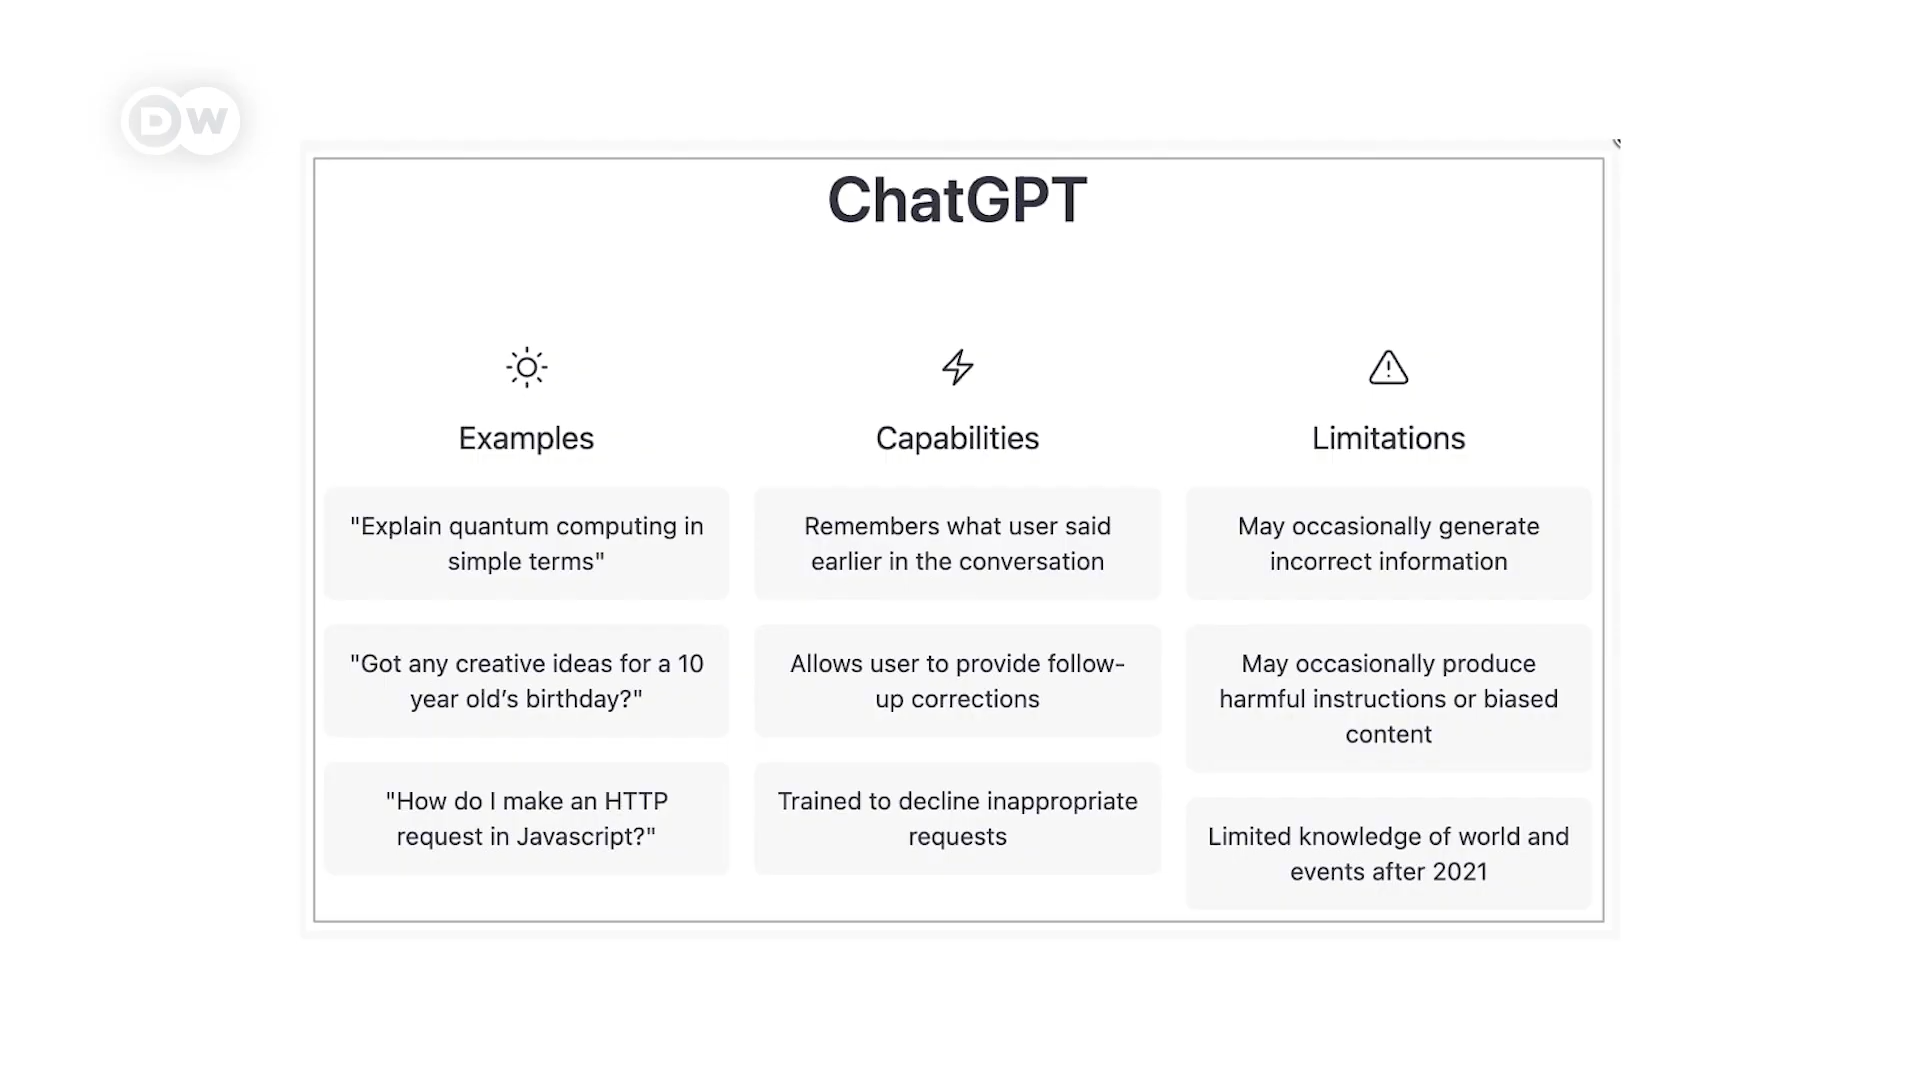 DW
ChatGPT
Examples
"Explain quantum computing in
simple terms"
"Got any creative ideas for a 10
year old’s birthday?"
"How do I make an HTTP
request in Javascript?"
Capabilities
Remembers what user said
earlier in the conversation
Allows user to provide follow-
up corrections
Trained to decline inappropriate
requests
Limitations
May occasionally generate
incorrect information
May occasionally produce
harmful instructions or biased
content
Limited knowledge of world and
events after 2021